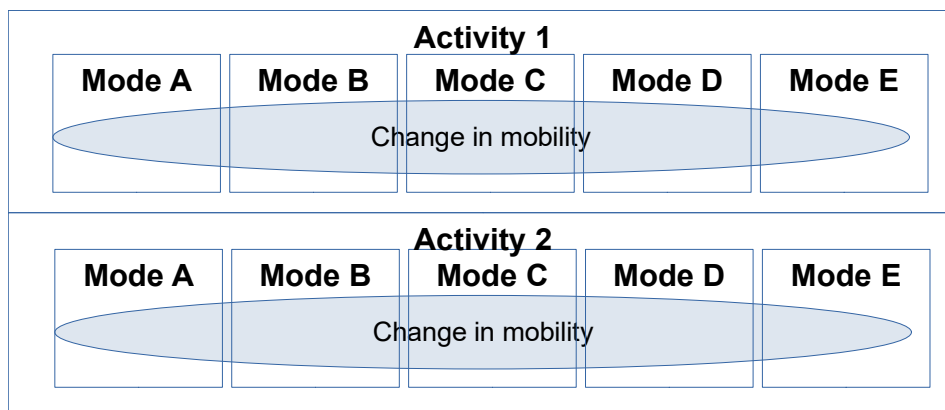 Activity 1
Mode A Mode B Mode C Mode D Mode E
Change in mobility
Activity 2
Mode A Mode B Mode C Mode D Mode E
Change in mobility